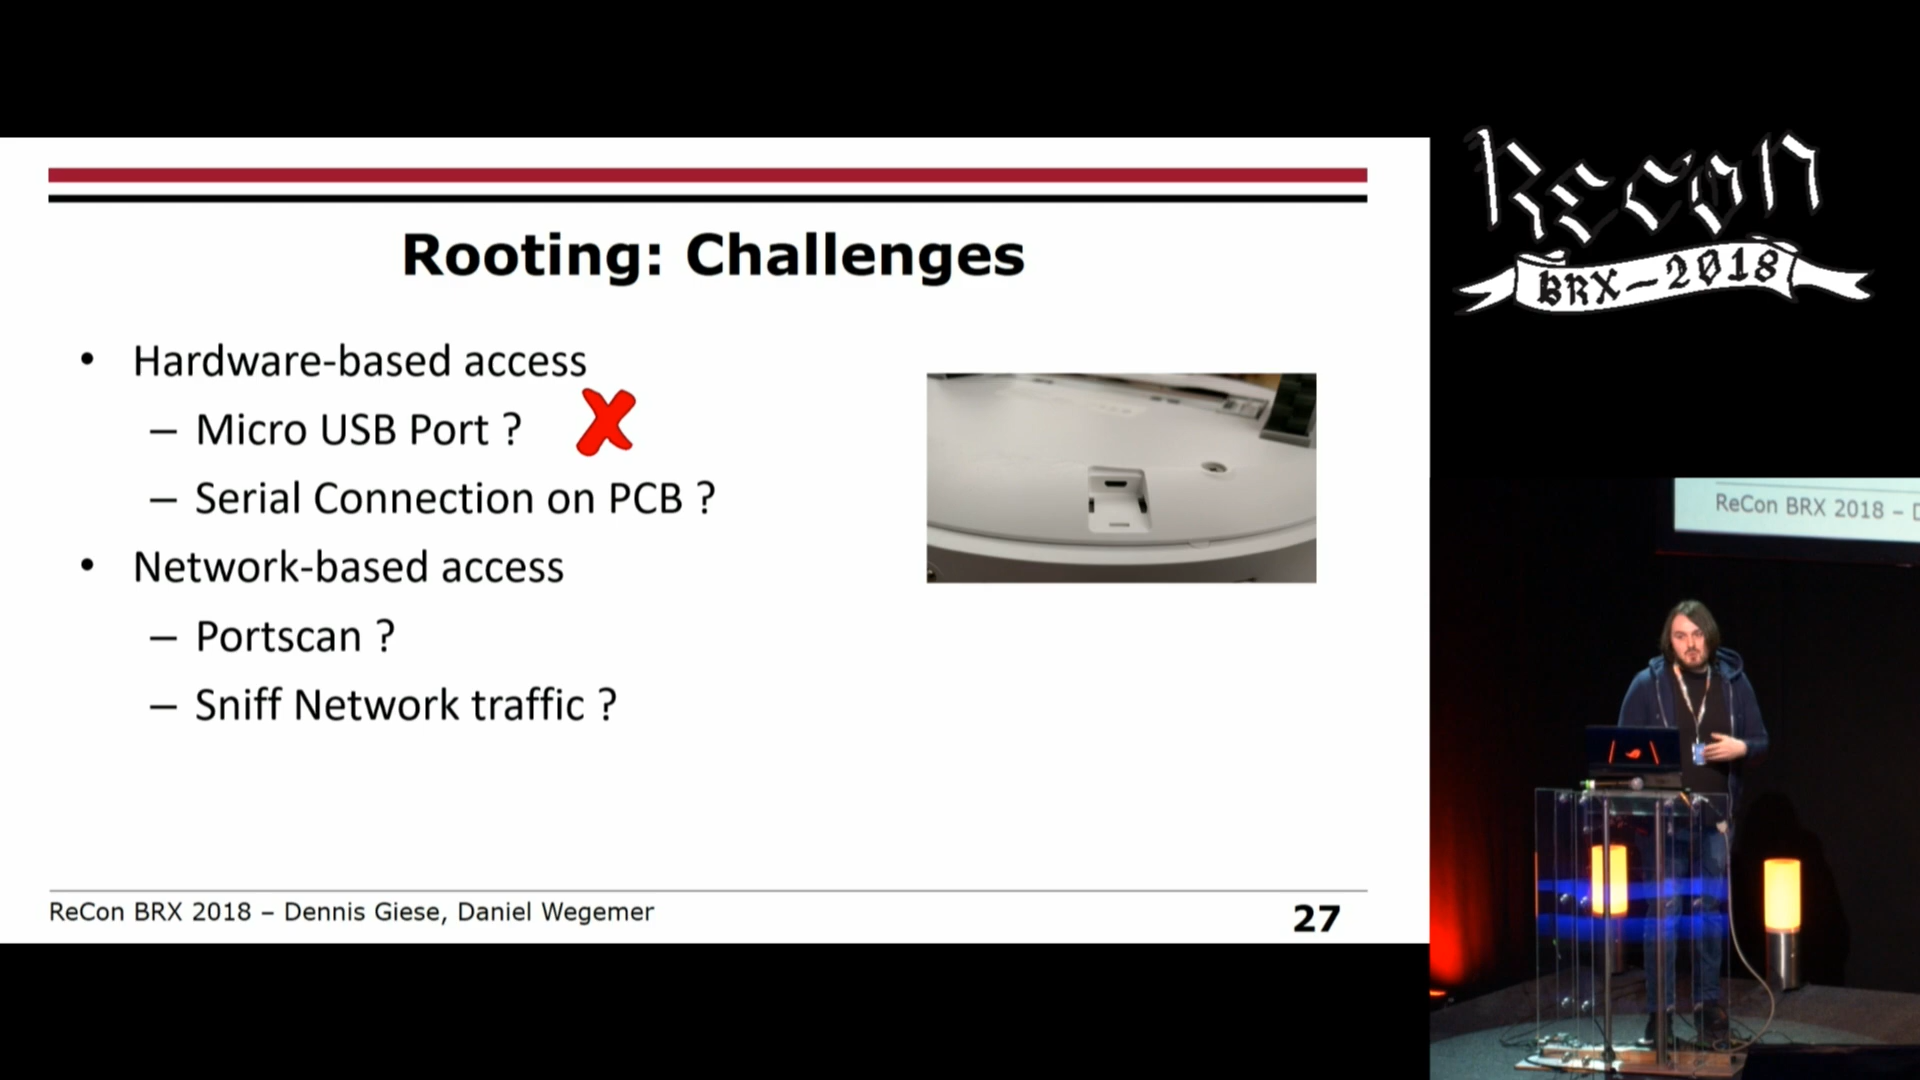 Rooting: Challenges
• Hardware-based access
– Micro USB Port ?
– Serial Connection on PCB ?
• Network-based access
– Portscan ?
– Sniff Network traffic ?
ReCon BRX 2018 – Dennis Giese, Daniel Wegemer
27
Recon
BRX-2018
ReCon BRX 2018 – D